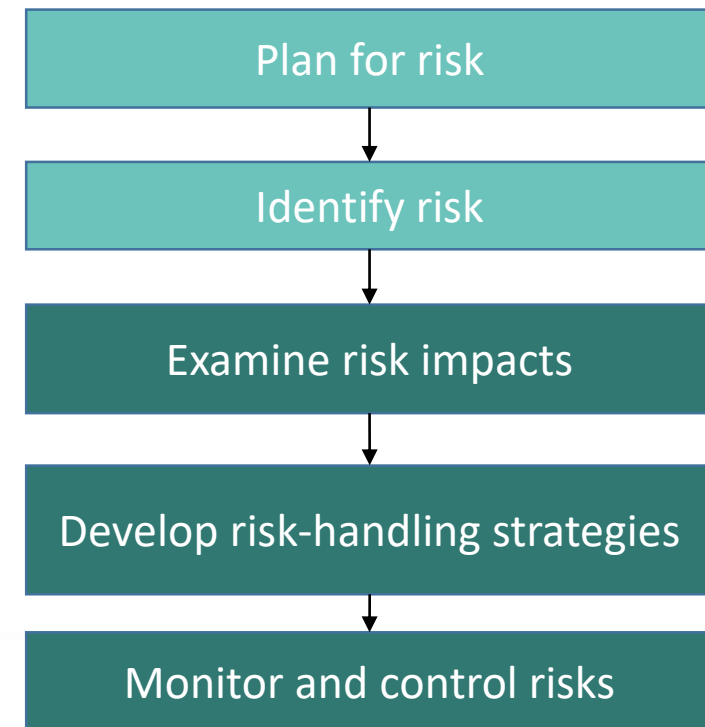 Plan for risk
Identify risk
Examine risk impacts
Develop risk-handling strategies
Monitor and control risks